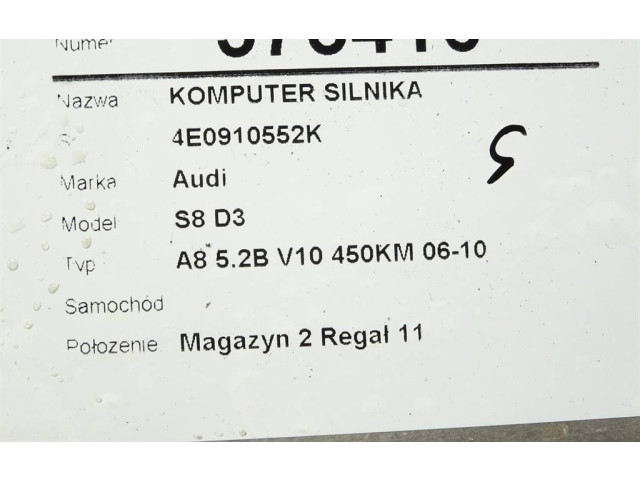 Numer
Nazwa KOMPUTER SILNIKA
4E0910552K
Marka Audi
Model S8 D3
Typ A8 5.2B V10 450KM 06-10
Samochód
Położenie Magazyn 2 Regał 11